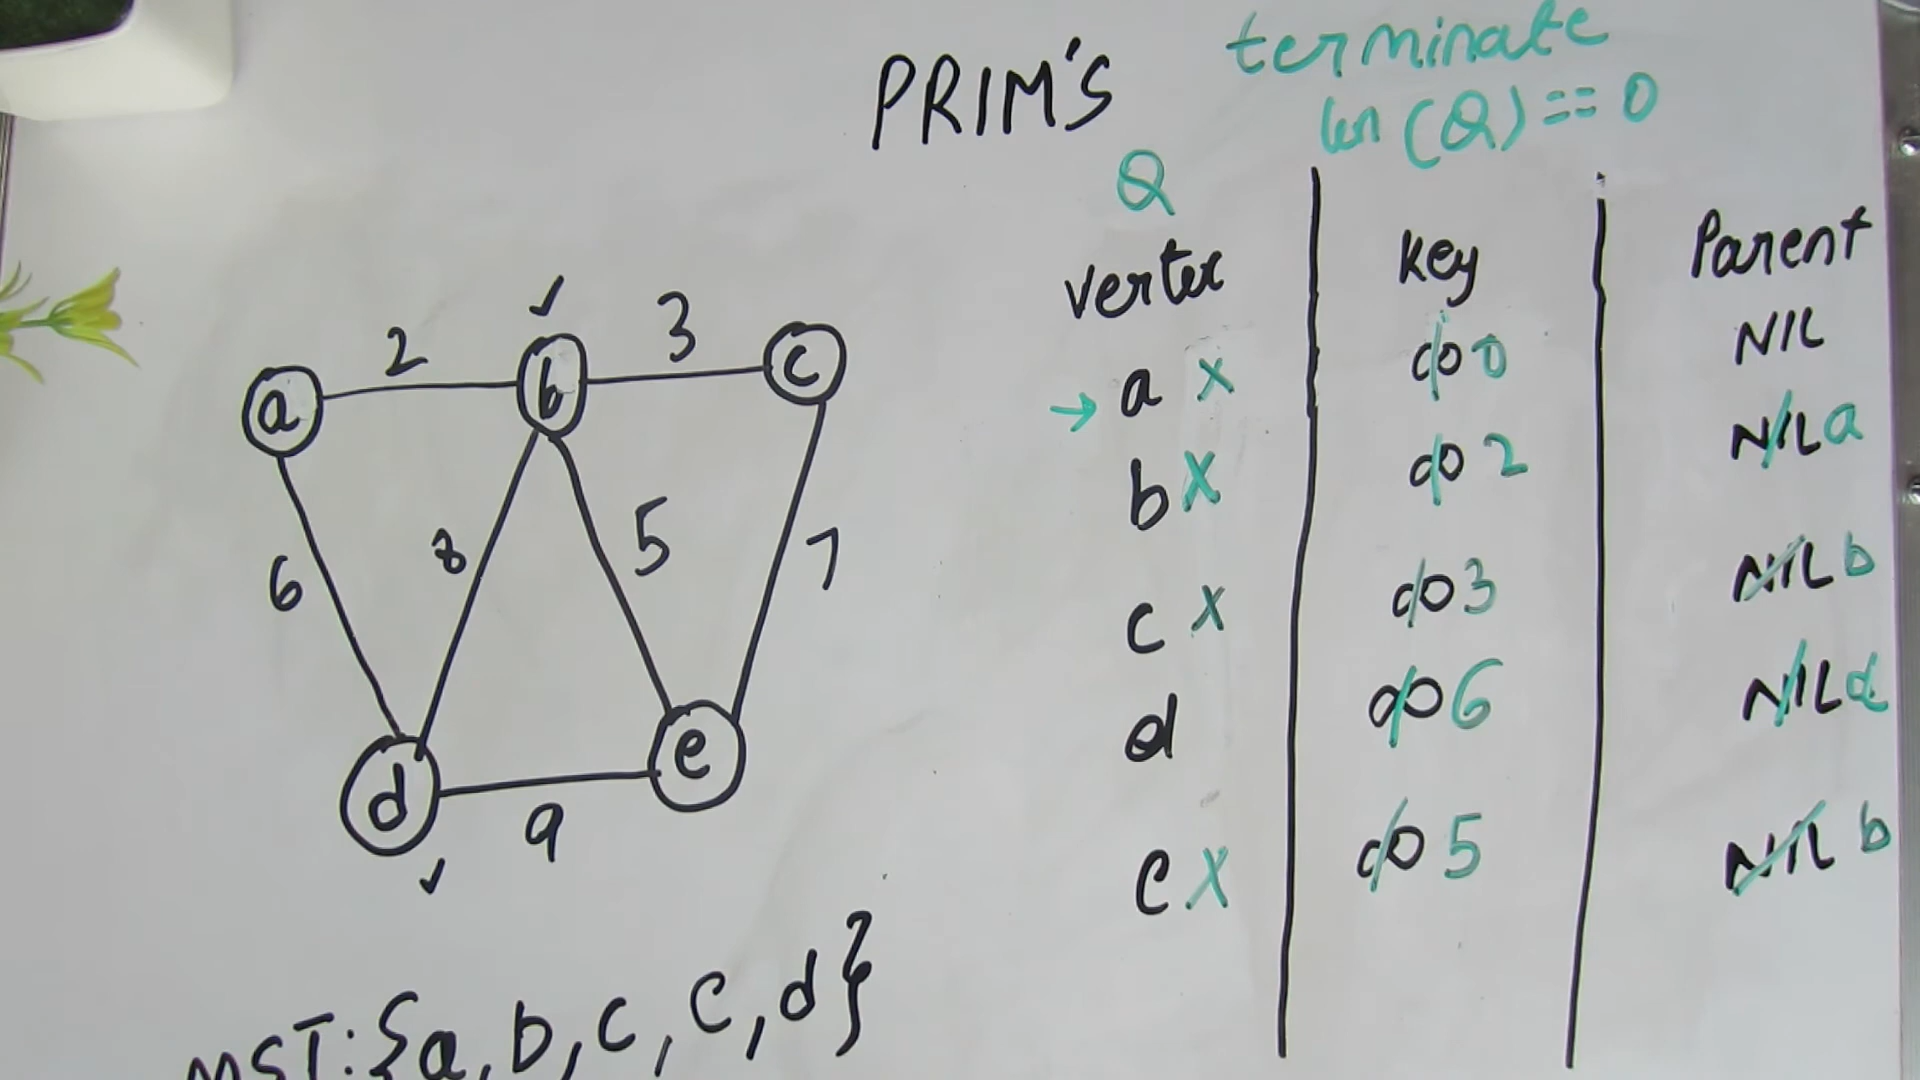 PRIM'S
terminate
len(Q) == 0
Q
Vertex Key Parent
a x ∞ 0 NIL
→ b x ∞ 2 NIL a
c x ∞ 3 NIL b
d ∞ 6 NIL d
e x ∞ 5 NIL b
a 2 b 3 c
6 8 5 7
d 9 e
MST: {a, b, c, e, d}